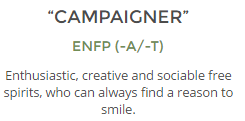 “CAMPAIGNER”
ENFP (-A/-T)
Enthusiastic, creative and sociable free
spirits, who can always find a reason to
smile.